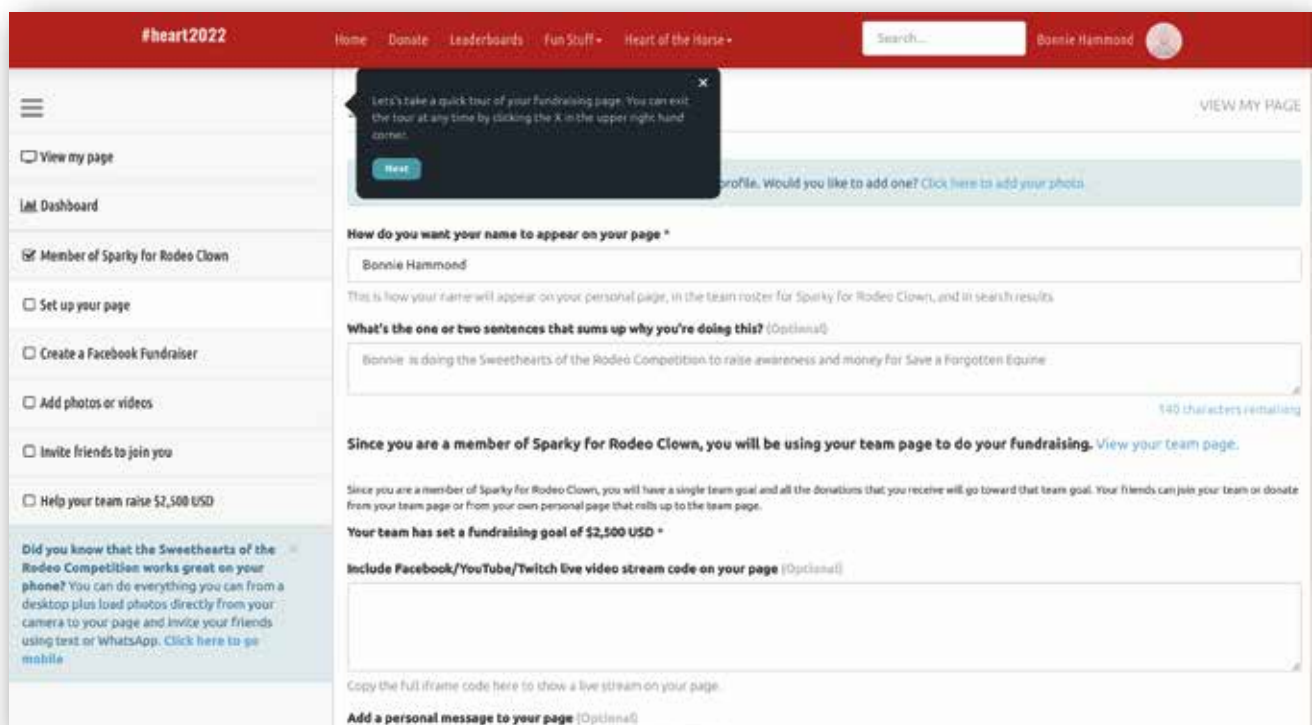 #heart2022
Home Donate Leaderboards Fun Stuff Heart of the Horse
Search...
Bonnie Hammond
View my page
Dashboard
Member of Sparky for Rodeo Clown
Set up your page
Create a Facebook Fundraiser
Add photos or videos
Invite friends to join you
Help your team raise $2,500 USD
Did you know that the Sweethearts of the
Rodeo Competition works great on your
phone? You can do everything you can from a
desktop plus load photos directly from your
camera to your page and invite your friends
using text or WhatsApp. Click here to go
mobile
Lets's take a quick tour of your fundraising page. You can exit
the tour at any time by clicking the X in the upper right hand
corner.
Next
VIEW MY PAGE
profile. Would you like to add one? Click here to add your photo
How do you want your name to appear on your page *
Bonnie Hammond
This is how your name will appear on your personal page, in the team roster for Sparky for Rodeo Clown, and in search results
What's the one or two sentences that sums up why you're doing this? (Optional)
Bonnie is doing the Sweethearts of the Rodeo Competition to raise awareness and money for Save a Forgotten Equine
140 characters remaining
Since you are a member of Sparky for Rodeo Clown, you will be using your team page to do your fundraising. View your team page.
Since you are a member of Sparky for Rodeo Clown, you will have a single team goal and all the donations that you receive will go toward that team goal. Your friends can join your team or donate
from your team page or from your own personal page that rolls up to the team page.
Your team has set a fundraising goal of $2,500 USD *
Include Facebook/YouTube/Twitch live video stream code on your page (Optional)
Copy the full iframe code here to show a live stream on your page.
Add a personal message to your page (Optional)